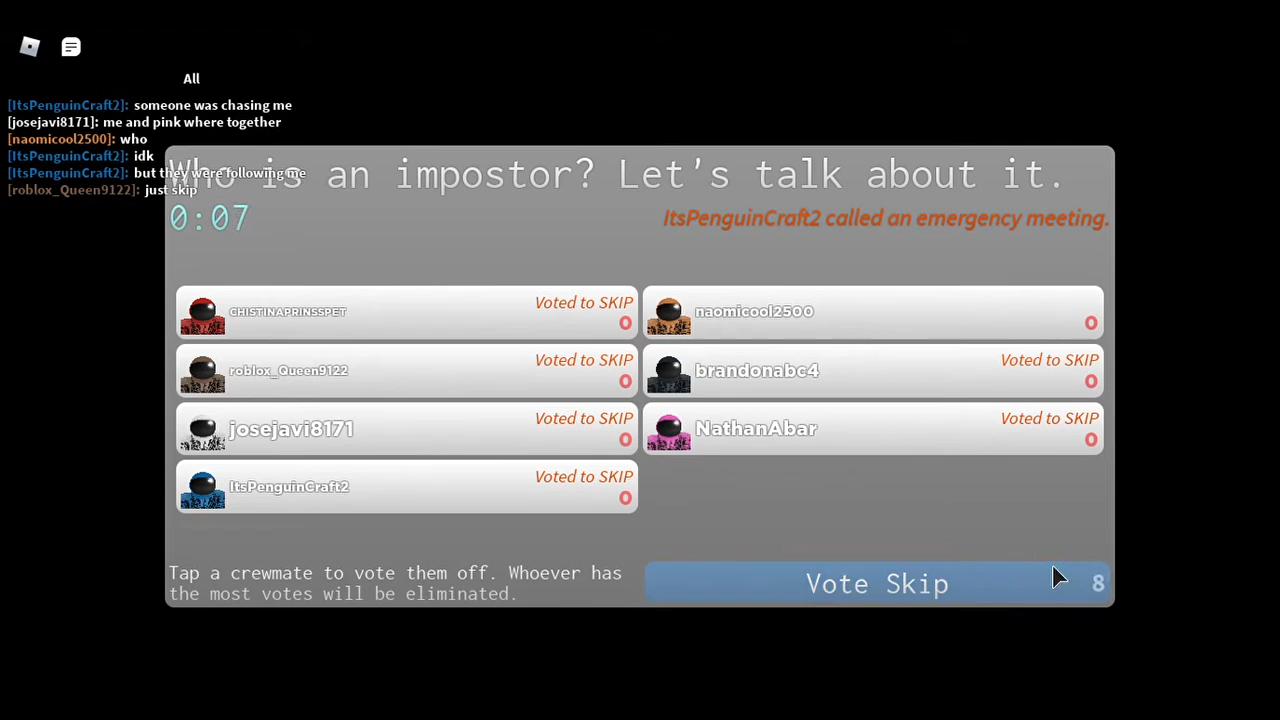 All
[ItsPenguinCraft2]: someone was chasing me
[josejavi8171]: me and pink where together
[naomicool2500]: who
[ItsPenguinCraft2]: idk
[ItsPenguinCraft2]: but they were following me
[roblox_Queen9122]: just skip
Who is an impostor? Let's talk about it.
0:07
ItsPenguinCraft2 called an emergency meeting.
CHISTINAPRINSSPET
Voted to SKIP
0
naomicool2500
0
roblox_Queen9122
Voted to SKIP
0
brandonabc4
Voted to SKIP
0
josejavi8171
Voted to SKIP
0
NathanAbar
Voted to SKIP
0
ItsPenguinCraft2
Voted to SKIP
0
Tap a crewmate to vote them off. Whoever has
the most votes will be eliminated.
Vote Skip
8